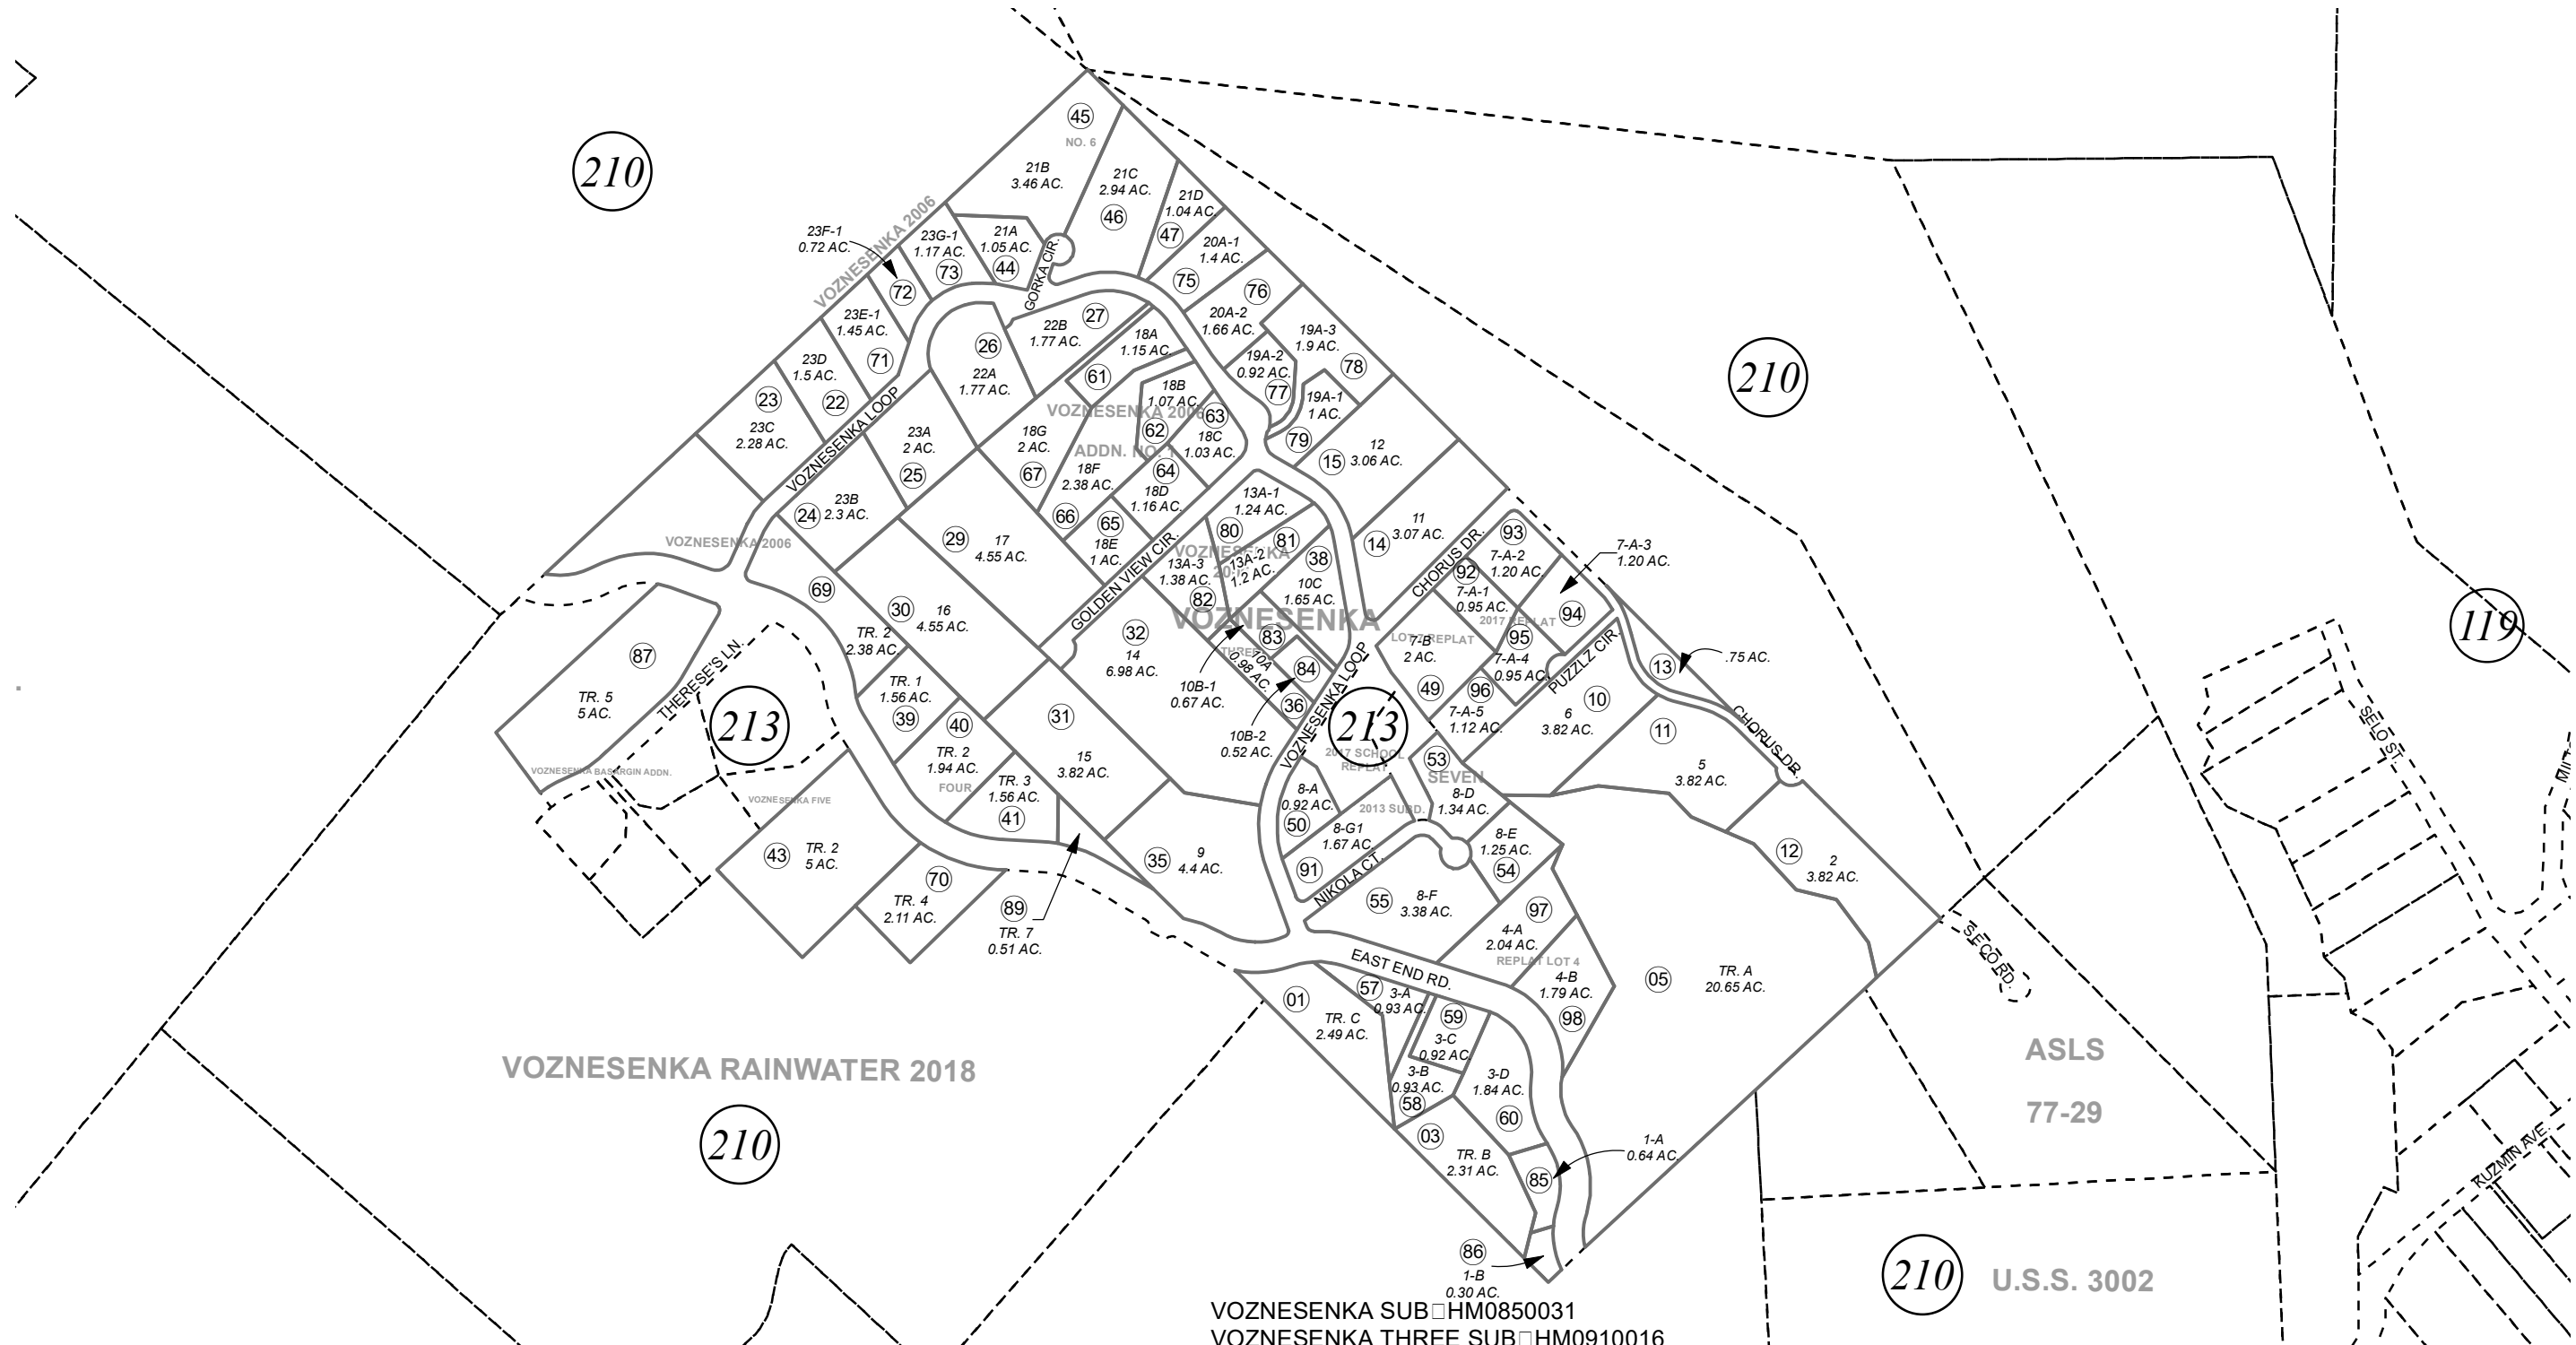 45
NO. 6
21B
3.46 AC.
21C
2.94 AC.
46
21D
1.04 AC.
47
210
VOZNESENKA 2006
23F-1
0.72 AC.
23G-1
1.17 AC.
73
21A
1.05 AC.
44
GORKA CIR.
20A-1
1.4 AC.
75
72
76
20A-2
1.66 AC.
23E-1
1.45 AC.
71
27
22B
1.77 AC.
26
22A
1.77 AC.
18A
1.15 AC.
61
19A-3
1.9 AC.
78
19A-2
0.92 AC.
77
210
23D
1.5 AC.
22
23
23C
2.28 AC.
VOZNESENKA LOOP
18B
1.07 AC.
62
63
18C
1.03 AC.
VOZNESENKA 2006
ADDN. NO. 1
19A-1
1 AC.
79
23A
2 AC.
25
18G
2 AC.
67
18F
2.38 AC.
66
64
18D
1.16 AC.
12
3.06 AC.
15
23B
2.3 AC.
24
VOZNESENKA 2006
29
17
4.55 AC.
65
18E
1 AC.
GOLDEN VIEW CIR.
13A-1
1.24 AC.
80
81
13A-2
1.2 AC.
13A-3
1.38 AC.
82
38
10C
1.65 AC.
11
3.07 AC.
14
CHORUS DR.
93
7-A-2
1.20 AC.
7-A-3
1.20 AC.
92
7-A-1
0.95 AC.
94
2017 REPLAT
95
7-A-4
0.95 AC.
PUZZLZ CIR.
119
69
TR. 2
2.38 AC.
30
16
4.55 AC.
VOZNESENKA
THREE
32
14
6.98 AC.
83
10A
0.98 AC.
84
36
10B-1
0.67 AC.
10B-2
0.52 AC.
VOZNESENKA LOOP
7-B
2 AC.
49
96
7-A-5
1.12 AC.
13
.75 AC.
10
6
3.82 AC.
11
5
3.82 AC.
CHORUS DR.
87
TR. 5
5 AC.
THERESE'S LN.
213
TR. 1
1.56 AC.
39
40
TR. 2
1.94 AC.
FOUR
31
15
3.82 AC.
213
2017 SCHOOL
REPLAT
53
SEVEN
8-D
1.34 AC.
SELO ST.
VOZNESENKA BASARGIN ADDN.
VOZNESENKA FIVE
TR. 3
1.56 AC.
41
8-A
0.92 AC.
50
2013 SUBD.
8-G1
1.67 AC.
91
NIKOLA CT.
8-E
1.25 AC.
54
12
2
3.82 AC.
43
TR. 2
5 AC.
35
9
4.4 AC.
55
8-F
3.38 AC.
70
TR. 4
2.11 AC.
89
TR. 7
0.51 AC.
97
4-A
2.04 AC.
REPLAT LOT 4
4-B
1.79 AC.
98
EAST END RD.
05
TR. A
20.65 AC.
SECO RD.
01
TR. C
2.49 AC.
57
3-A
0.93 AC.
59
3-C
0.92 AC.
3-B
0.93 AC.
58
3-D
1.84 AC.
60
VOZNESENKA RAINWATER 2018
210
ASLS
77-29
03
TR. B
2.31 AC.
85
1-A
0.64 AC.
KUZMIN AVE.
86
1-B
0.30 AC.
210
U.S.S. 3002
VOZNESENKA SUB□HM0850031
VOZNESENKA THREE SUB□HM0910016